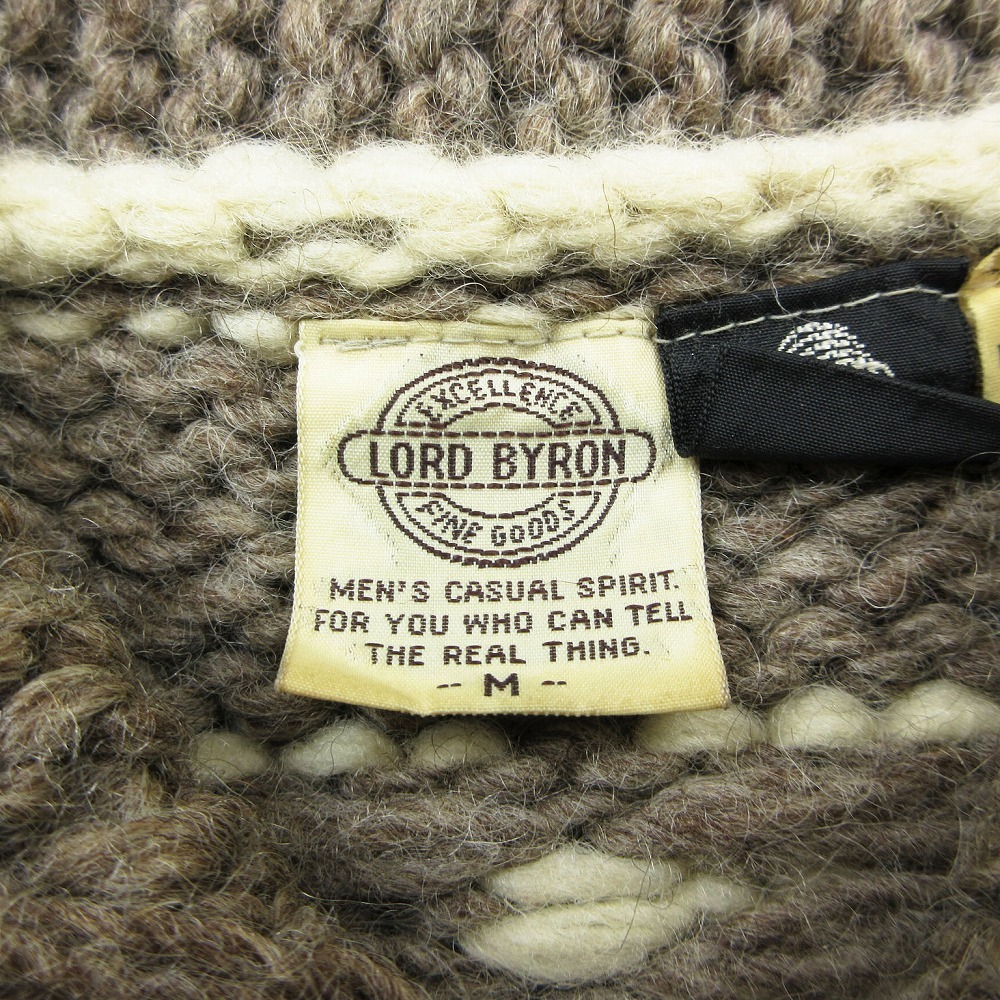 EXCELLENCE
LORD BYRON
FINE GOODS
MEN'S CASUAL SPIRIT.
FOR YOU WHO CAN TELL
THE REAL THING.
-- M --